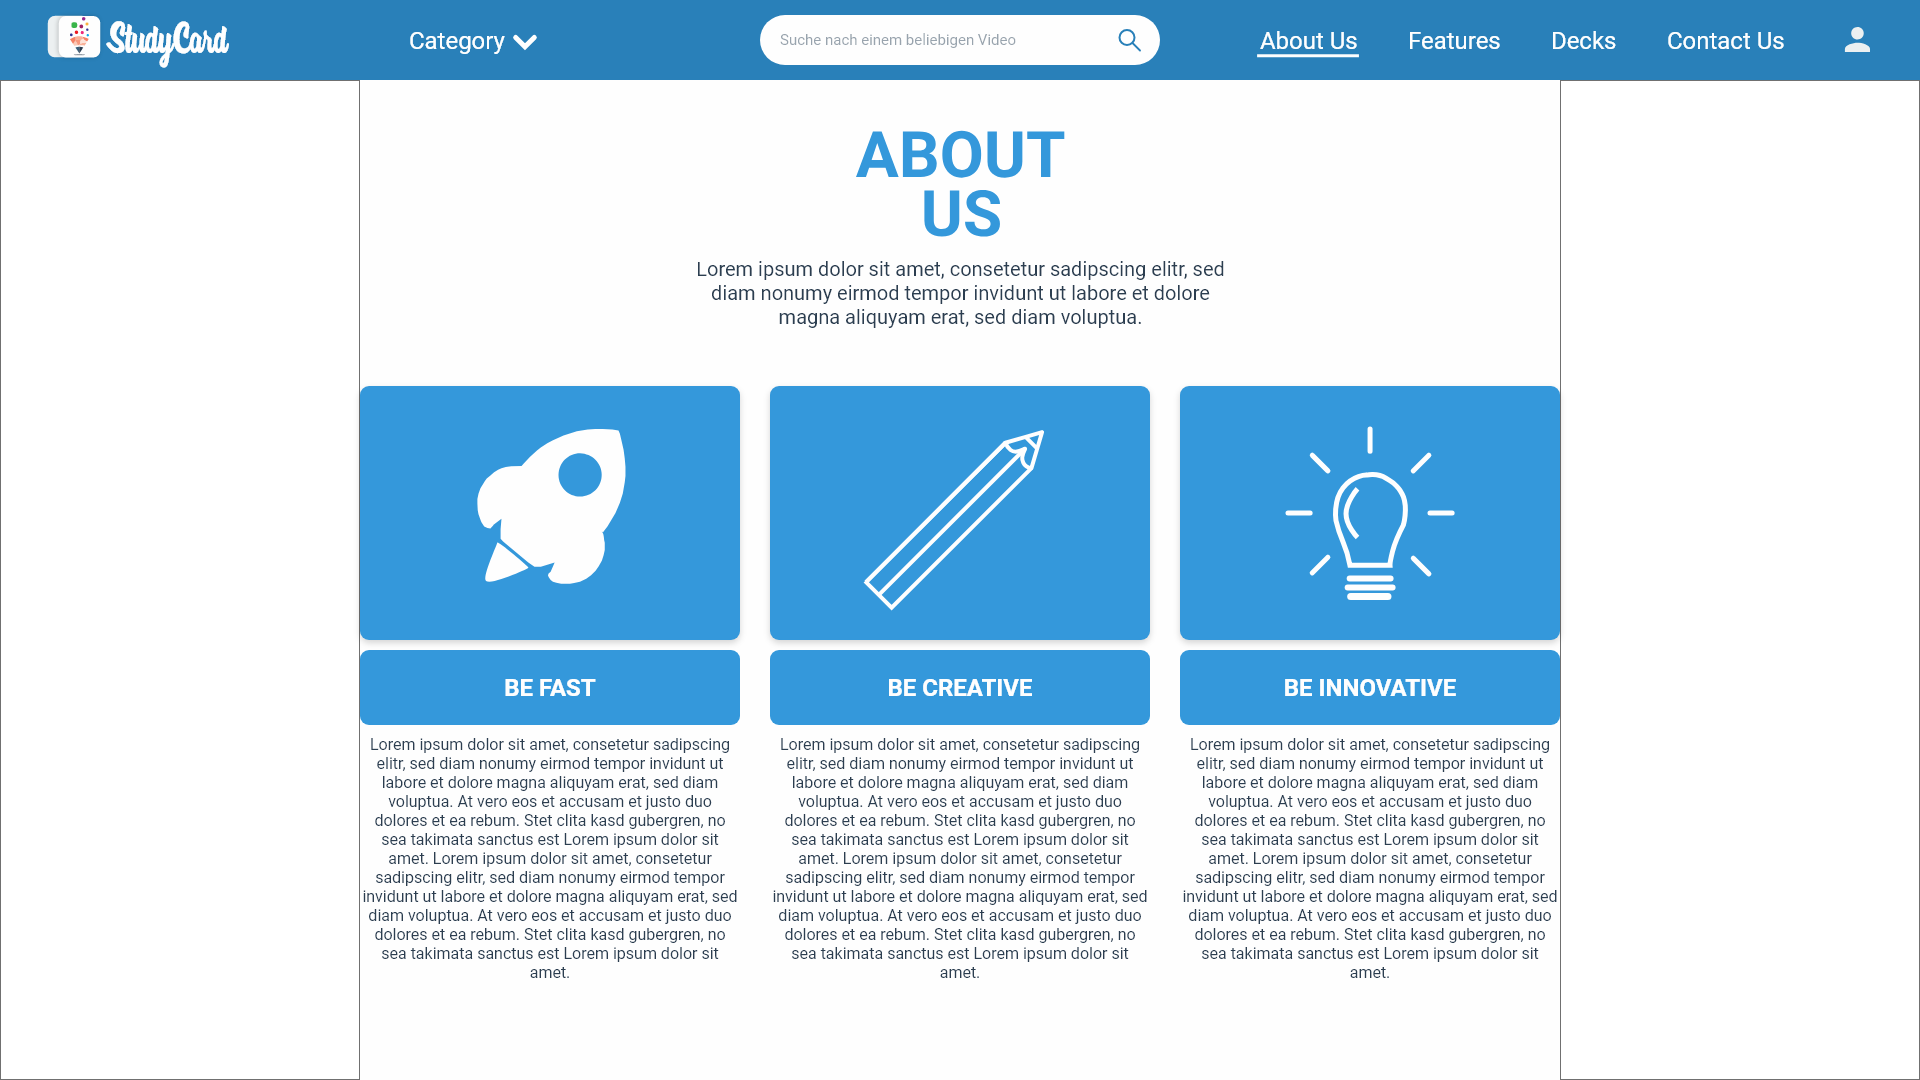 StudyCard
Category
Suche nach einem beliebigen Video
About Us
Features
Decks
Contact Us
ABOUT
US
Lorem ipsum dolor sit amet, consetetur sadipscing elitr, sed
diam nonumy eirmod tempor invidunt ut labore et dolore
magna aliquyam erat, sed diam voluptua.
BE FAST
Lorem ipsum dolor sit amet, consetetur sadipscing
elitr, sed diam nonumy eirmod tempor invidunt ut
labore et dolore magna aliquyam erat, sed diam
voluptua. At vero eos et accusam et justo duo
dolores et ea rebum. Stet clita kasd gubergren, no
sea takimata sanctus est Lorem ipsum dolor sit
amet. Lorem ipsum dolor sit amet, consetetur
sadipscing elitr, sed diam nonumy eirmod tempor
invidunt ut labore et dolore magna aliquyam erat, sed
diam voluptua. At vero eos et accusam et justo duo
dolores et ea rebum. Stet clita kasd gubergren, no
sea takimata sanctus est Lorem ipsum dolor sit
amet.
BE CREATIVE
Lorem ipsum dolor sit amet, consetetur sadipscing
elitr, sed diam nonumy eirmod tempor invidunt ut
labore et dolore magna aliquyam erat, sed diam
voluptua. At vero eos et accusam et justo duo
dolores et ea rebum. Stet clita kasd gubergren, no
sea takimata sanctus est Lorem ipsum dolor sit
amet. Lorem ipsum dolor sit amet, consetetur
sadipscing elitr, sed diam nonumy eirmod tempor
invidunt ut labore et dolore magna aliquyam erat, sed
diam voluptua. At vero eos et accusam et justo duo
dolores et ea rebum. Stet clita kasd gubergren, no
sea takimata sanctus est Lorem ipsum dolor sit
amet.
BE INNOVATIVE
Lorem ipsum dolor sit amet, consetetur sadipscing
elitr, sed diam nonumy eirmod tempor invidunt ut
labore et dolore magna aliquyam erat, sed diam
voluptua. At vero eos et accusam et justo duo
dolores et ea rebum. Stet clita kasd gubergren, no
sea takimata sanctus est Lorem ipsum dolor sit
amet. Lorem ipsum dolor sit amet, consetetur
sadipscing elitr, sed diam nonumy eirmod tempor
invidunt ut labore et dolore magna aliquyam erat, sed
diam voluptua. At vero eos et accusam et justo duo
dolores et ea rebum. Stet clita kasd gubergren, no
sea takimata sanctus est Lorem ipsum dolor sit
amet.